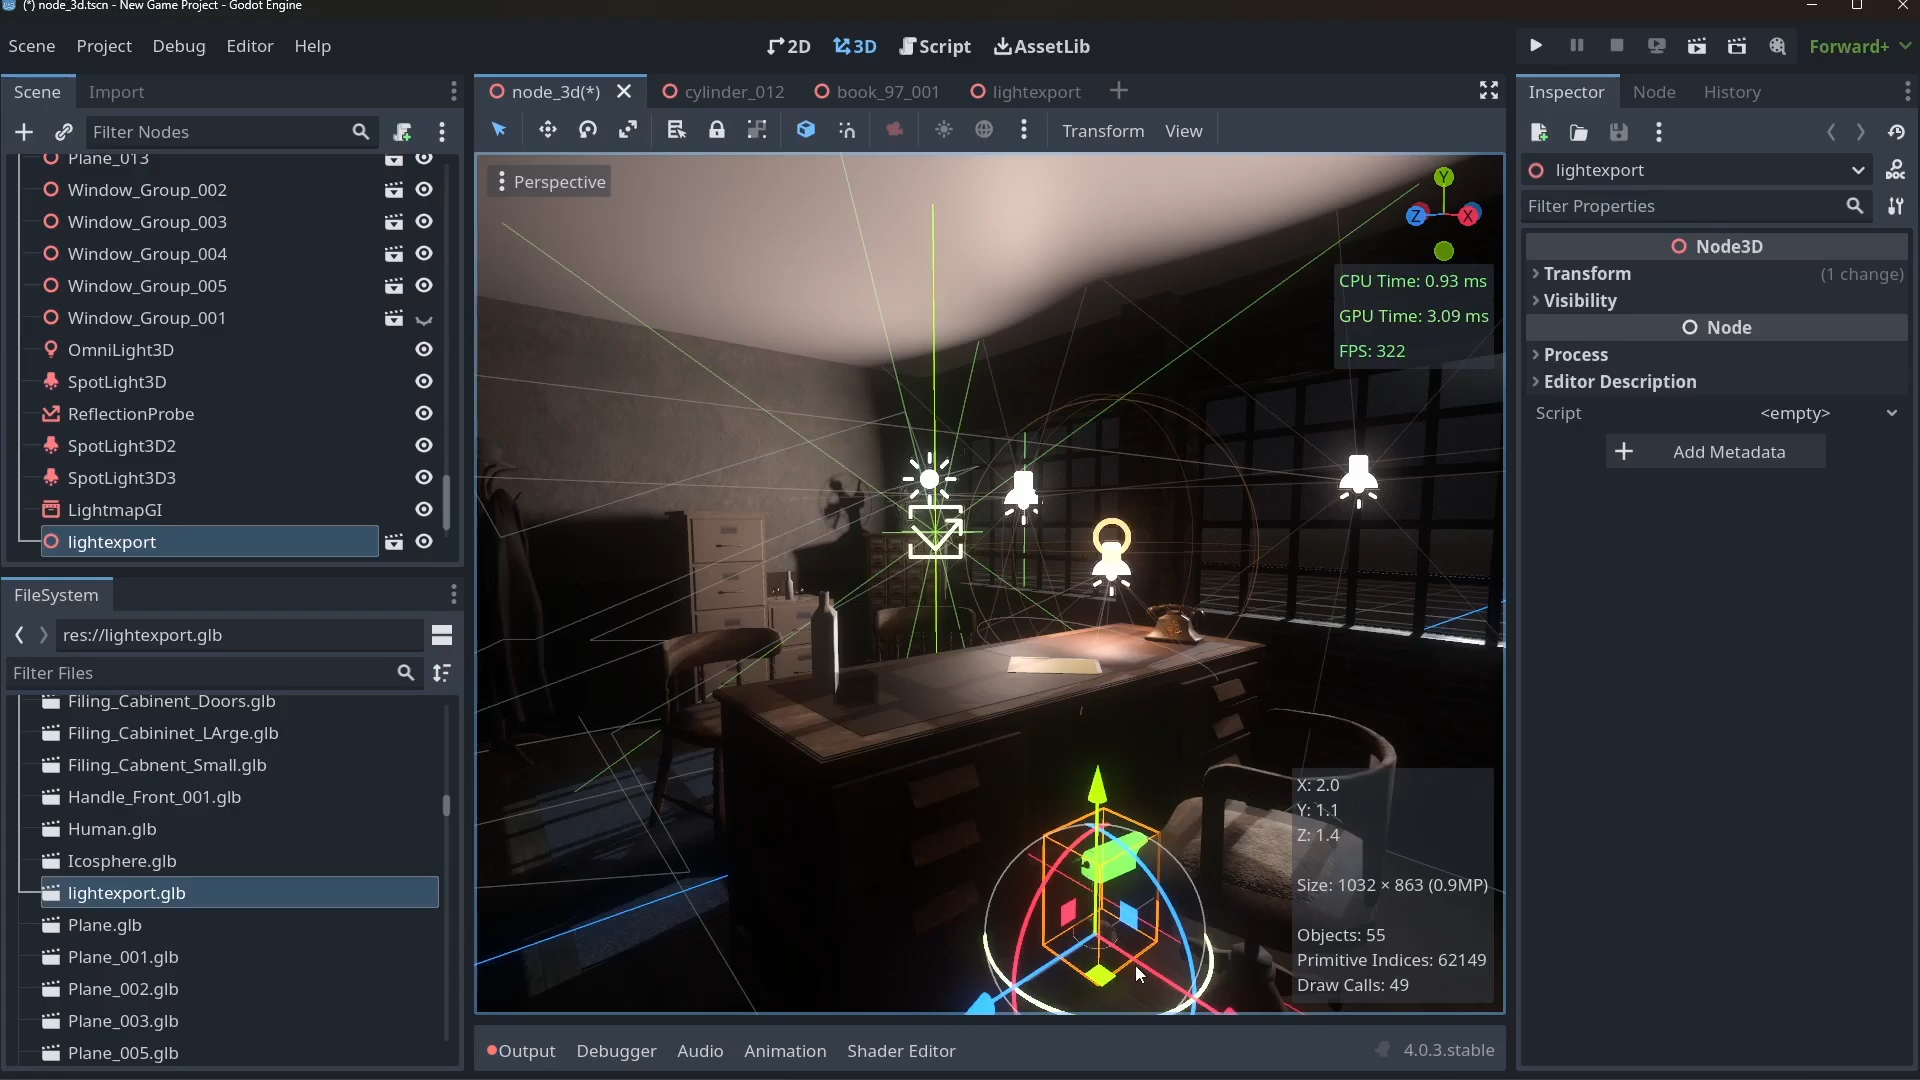 (*) node_3d.tscn - New Game Project - Godot Engine
Scene Project Debug Editor Help
2D 3D Script AssetLib
Forward+
Scene Import
node_3d(*) cylinder_012 book_97_001 lightexport
Inspector Node History
Filter Nodes
Transform View
Plane_013
Window_Group_002
Window_Group_003
Window_Group_004
Window_Group_005
Window_Group_001
OmniLight3D
SpotLight3D
ReflectionProbe
SpotLight3D2
SpotLight3D3
LightmapGI
lightexport
FileSystem
res://lightexport.glb
Filter Files
Filing_Cabinent_Doors.glb
Filing_Cabininet_LArge.glb
Filing_Cabnent_Small.glb
Handle_Front_001.glb
Human.glb
Icosphere.glb
lightexport.glb
Plane.glb
Plane_001.glb
Plane_002.glb
Plane_003.glb
Plane_005.glb
Perspective
Y
Z X
CPU Time: 0.93 ms
GPU Time: 3.09 ms
FPS: 322
X: 2.0
Y: 1.1
Z: 1.4
Size: 1032 × 863 (0.9MP)
Objects: 55
Primitive Indices: 62149
Draw Calls: 49
Output Debugger Audio Animation Shader Editor
4.0.3.stable
lightexport
DOC
Filter Properties
Node3D
Transform (1 change)
Visibility
Node
Process
Editor Description
Script <empty>
Add Metadata